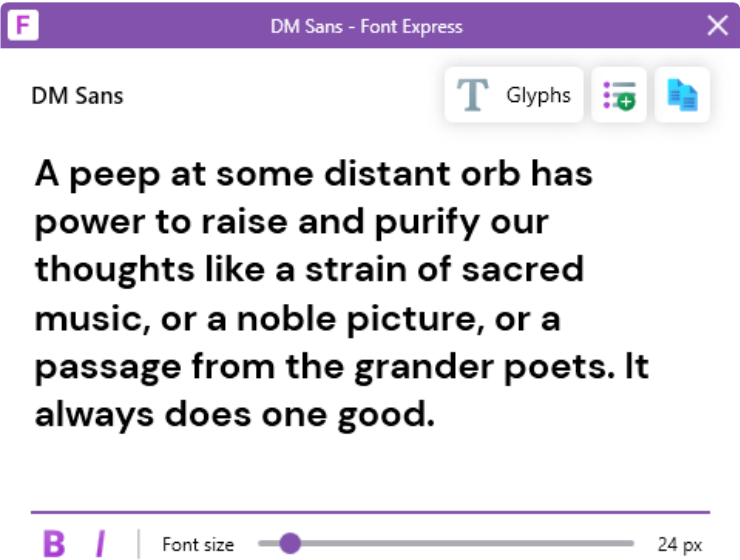 F
DM Sans - Font Express
DM Sans
T Glyphs
A peep at some distant orb has
power to raise and purify our
thoughts like a strain of sacred
music, or a noble picture, or a
passage from the grander poets. It
always does one good.
B I Font size 24 px